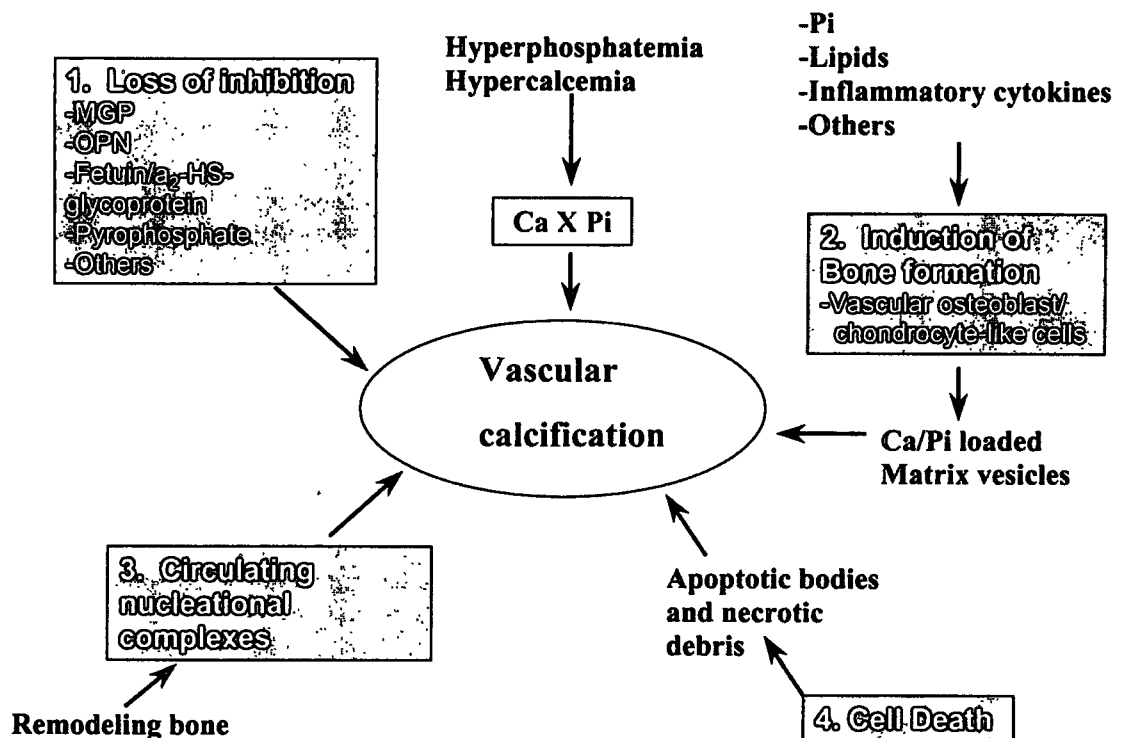 1. Loss of inhibition
-MGP
-OPN
-Fetuin/a₂-HS-
glycoprotein
-Pyrophosphate
-Others
Hyperphosphatemia
Hypercalcemia
Ca X Pi
-Pi
-Lipids
-Inflammatory cytokines
-Others
2. Induction of
Bone formation
-Vascular osteoblast/
chondrocyte-like cells
Ca/Pi loaded
Matrix vesicles
Vascular
calcification
3. Circulating
nucleational
complexes
Remodeling bone
Apoptotic bodies
and necrotic
debris
4. Cell Death